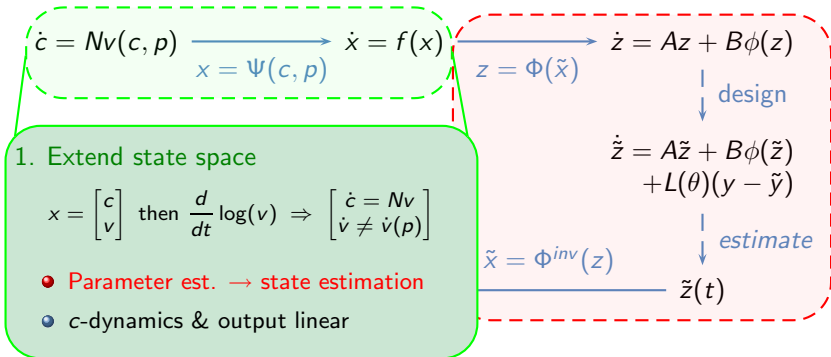 ċ = Nv(c, p)
x = Ψ(c, p)
ẋ = f(x)
z = Φ(x̃)
ż = Az + Bϕ(z)
design
z̃̇ = Az̃ + Bϕ(z̃)
+L(θ)(y − ỹ)
estimate
z̃(t)
x̃ = Φ^{inv}(z)
1. Extend state space
x = [c v] then d/dt log(v) ⇒ [ċ = Nv v̇ ≠ v̇(p)]
Parameter est. → state estimation
c-dynamics & output linear